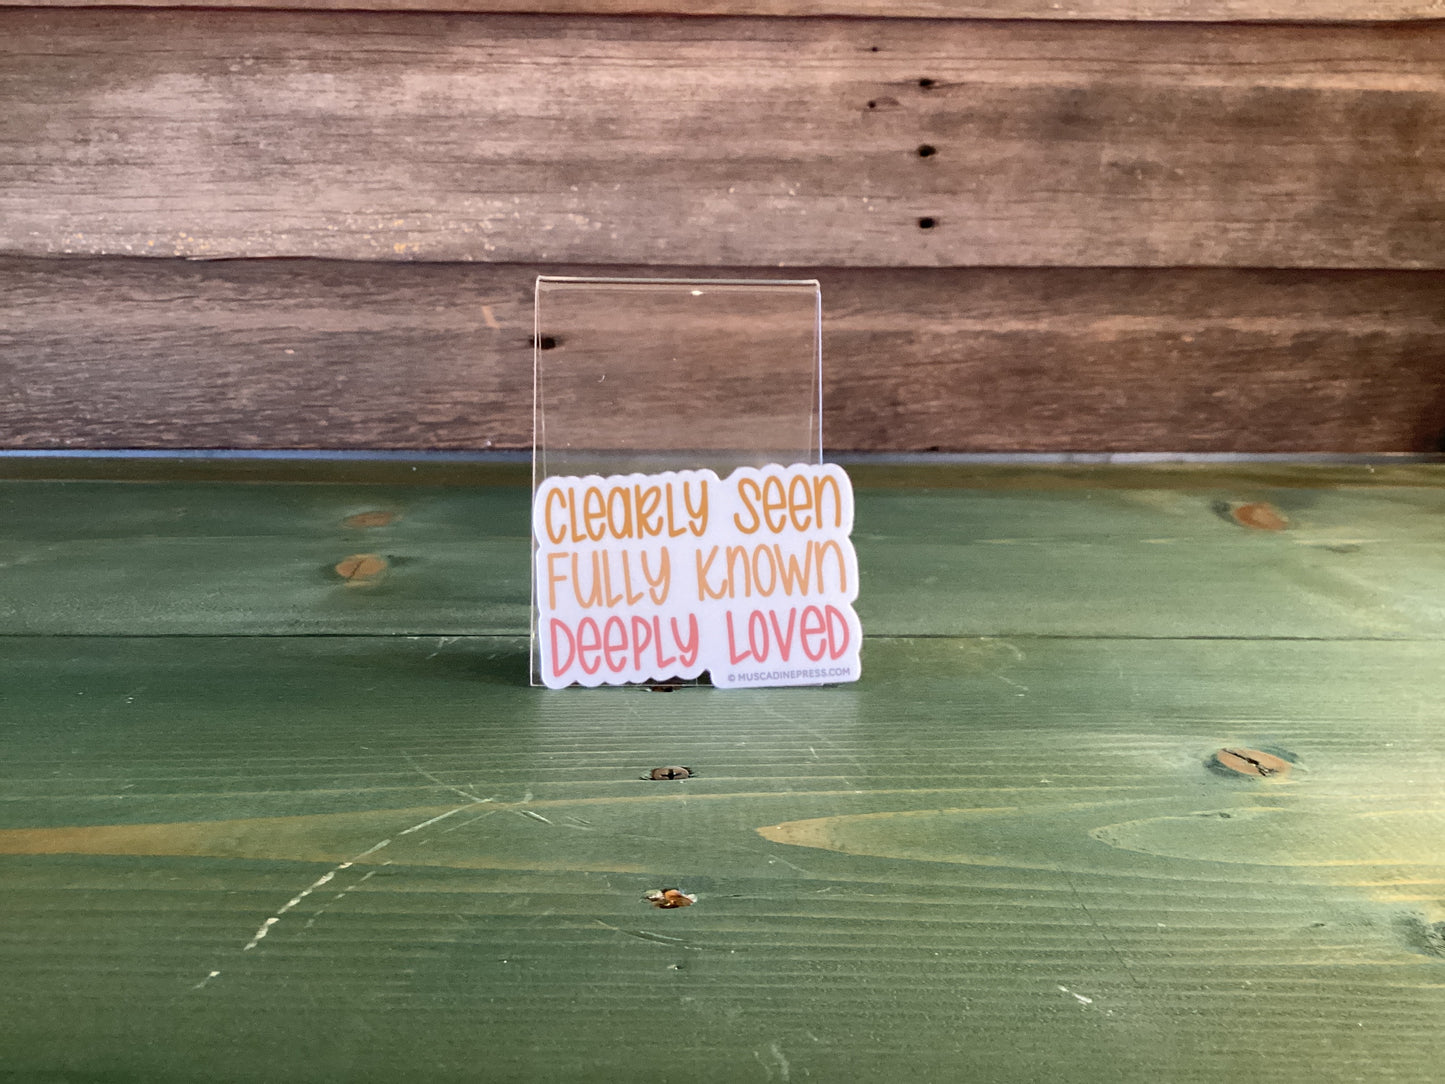 CLEARLY SEEN
FULLY KNOWN
DEEPLY LOVED
© MUSCADINEPRESS.COM